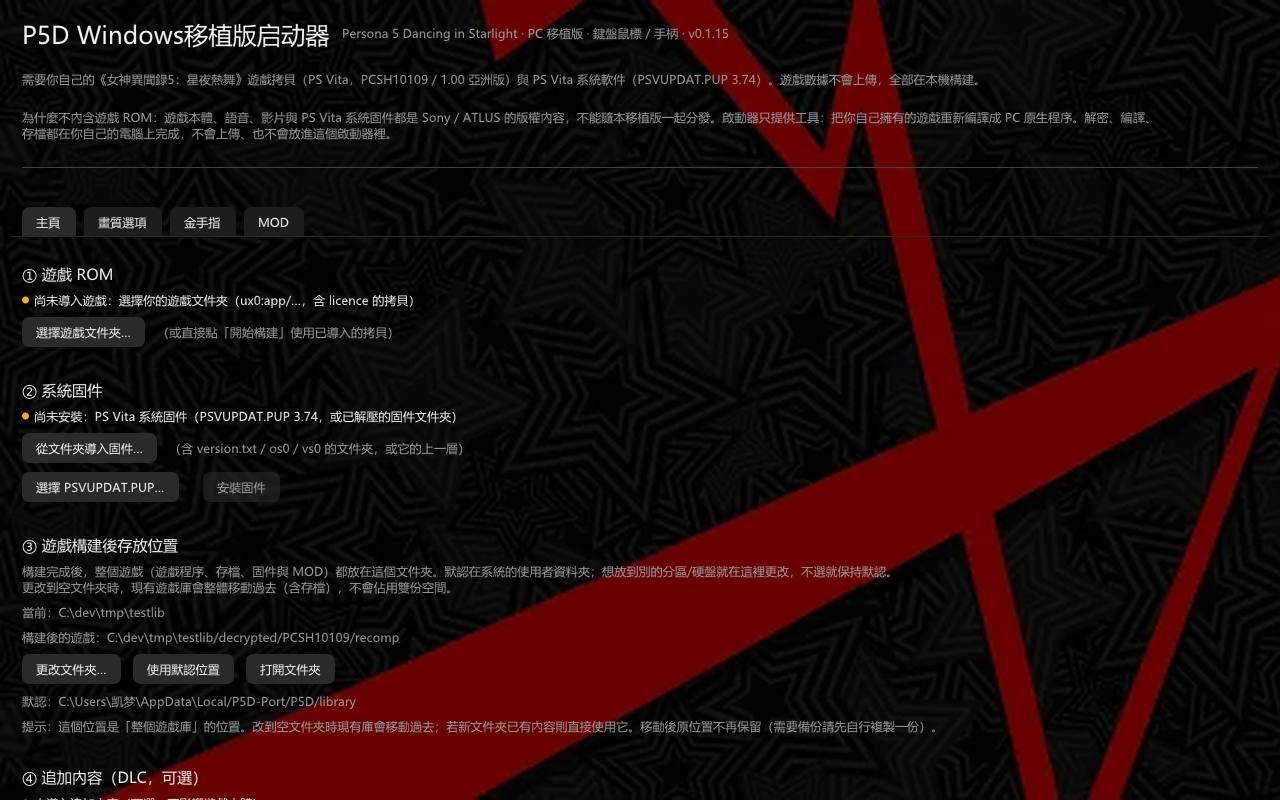 P5D Windows移植版启动器 Persona 5 Dancing in Starlight · PC 移植版 · 鍵盤鼠標 / 手柄 · v0.1.15
需要你自己的《女神異聞錄5：星夜熱舞》遊戲拷貝（PS Vita，PCSH10109 / 1.00 亞洲版）與 PS Vita 系統軟件（PSVUPDAT.PUP 3.74）。遊戲數據不會上傳，全部在本機構建。
為什麼不內含遊戲 ROM：遊戲本體、語音、影片與 PS Vita 系統固件都是 Sony / ATLUS 的版權內容，不能隨本移植版一起分發。啟動器只提供工具：把你自己擁有的遊戲重新編譯成 PC 原生程序。解密、編譯、
存檔都在你自己的電腦上完成，不會上傳、也不會放進這個啟動器裡。
主頁 畫質選項 金手指 MOD
① 遊戲 ROM
尚未導入遊戲：選擇你的遊戲文件夾（ux0:app/...，含 licence 的拷貝）
選擇遊戲文件夾... （或直接點「開始構建」使用已導入的拷貝）
② 系統固件
尚未安裝：PS Vita 系統固件（PSVUPDAT.PUP 3.74，或已解壓的固件文件夾）
從文件夾導入固件... （含 version.txt / os0 / vs0 的文件夾，或它的上一層）
選擇 PSVUPDAT.PUP... 安裝固件
③ 遊戲構建後存放位置
構建完成後，整個遊戲（遊戲程序、存檔、固件與 MOD）都放在這個文件夾。默認在系統的使用者資料夾；想放到別的分區/硬盤就在這裡更改，不選就保持默認。
更改到空文件夾時，現有遊戲庫會整體移動過去（含存檔），不會佔用雙份空間。
當前：C:\dev\tmp\testlib
構建後的遊戲：C:\dev\tmp\testlib/decrypted/PCSH10109/recomp
更改文件夾... 使用默認位置 打開文件夾
默認：C:\Users\凱梦\AppData\Local/P5D-Port/P5D/library
提示：這個位置是「整個遊戲庫」的位置。改到空文件夾時現有庫會移動過去；若新文件夾已有內容則直接使用它。移動後原位置不再保留（需要備份請先自行複製一份）。
④ 追加內容（DLC，可選）